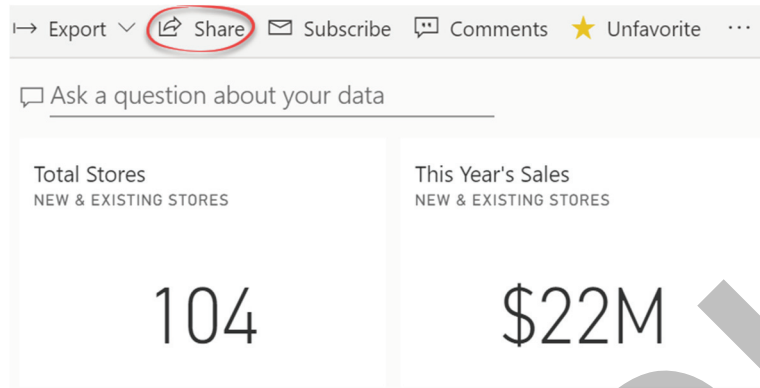 Export Share Subscribe Comments Unfavorite ...
Ask a question about your data
Total Stores This Year's Sales
NEW & EXISTING STORES NEW & EXISTING STORES
104 $22M